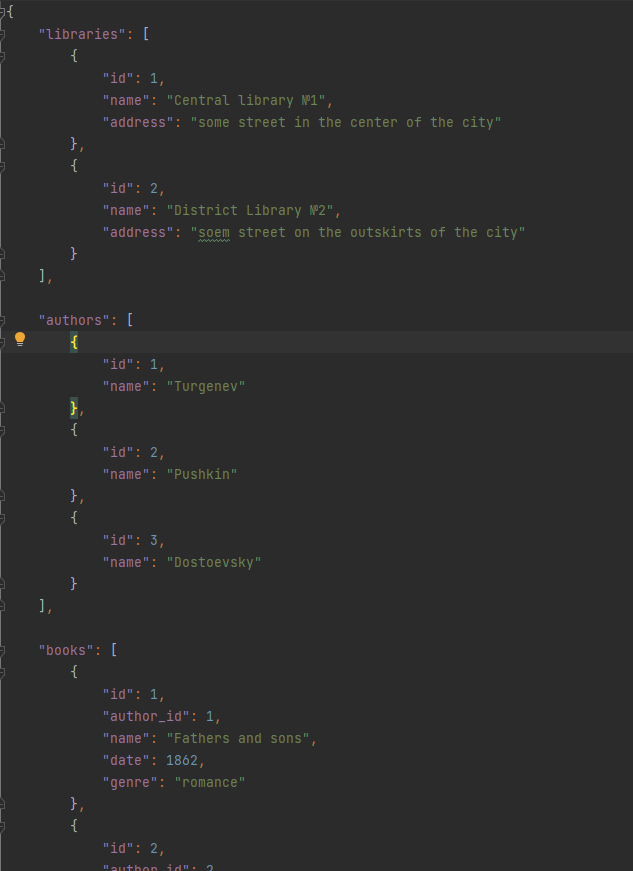 {
    "libraries": [
        {
            "id": 1,
            "name": "Central library №1",
            "address": "some street in the center of the city"
        },
        {
            "id": 2,
            "name": "District Library №2",
            "address": "soem street on the outskirts of the city"
        }
    ],
    "authors": [
        {
            "id": 1,
            "name": "Turgenev"
        },
        {
            "id": 2,
            "name": "Pushkin"
        },
        {
            "id": 3,
            "name": "Dostoevsky"
        }
    ],
    "books": [
        {
            "id": 1,
            "author_id": 1,
            "name": "Fathers and sons",
            "date": 1862,
            "genre": "romance"
        },
        {
            "id": 2,
            "author_id": 2